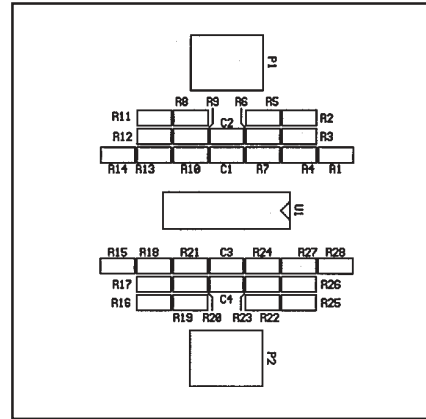 P1
R8 R9 R6 R5
R11 C2 R2
R12 R3
R14 R13 R10 C1 R7 R4 R1
U1
R15 R18 R21 C3 R24 R27 R28
R17 R26
R16 C4 R25
R19 R20 R23 R22
P2